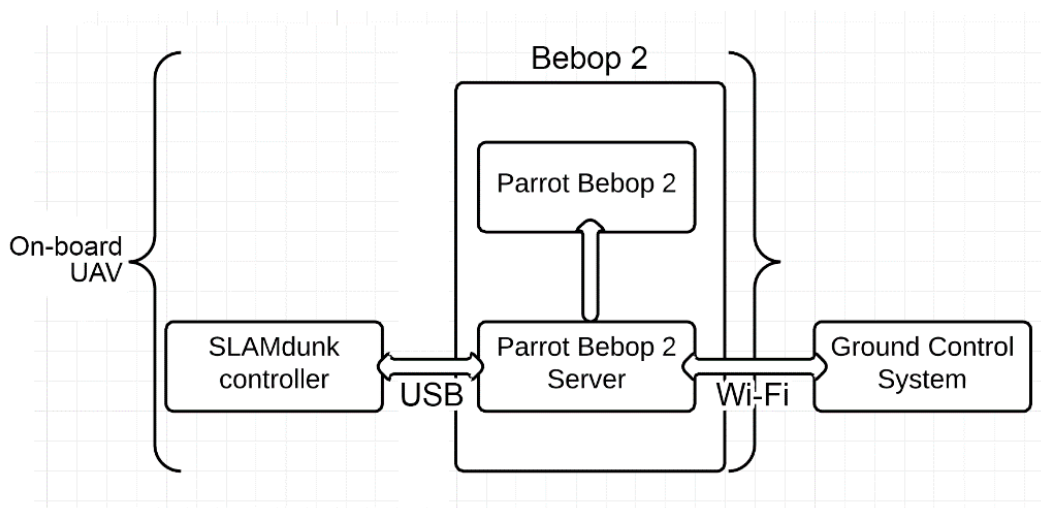 Bebop 2
Parrot Bebop 2
On-board
UAV
SLAMdunk
controller
USB
Parrot Bebop 2
Server
Wi-Fi
Ground Control
System